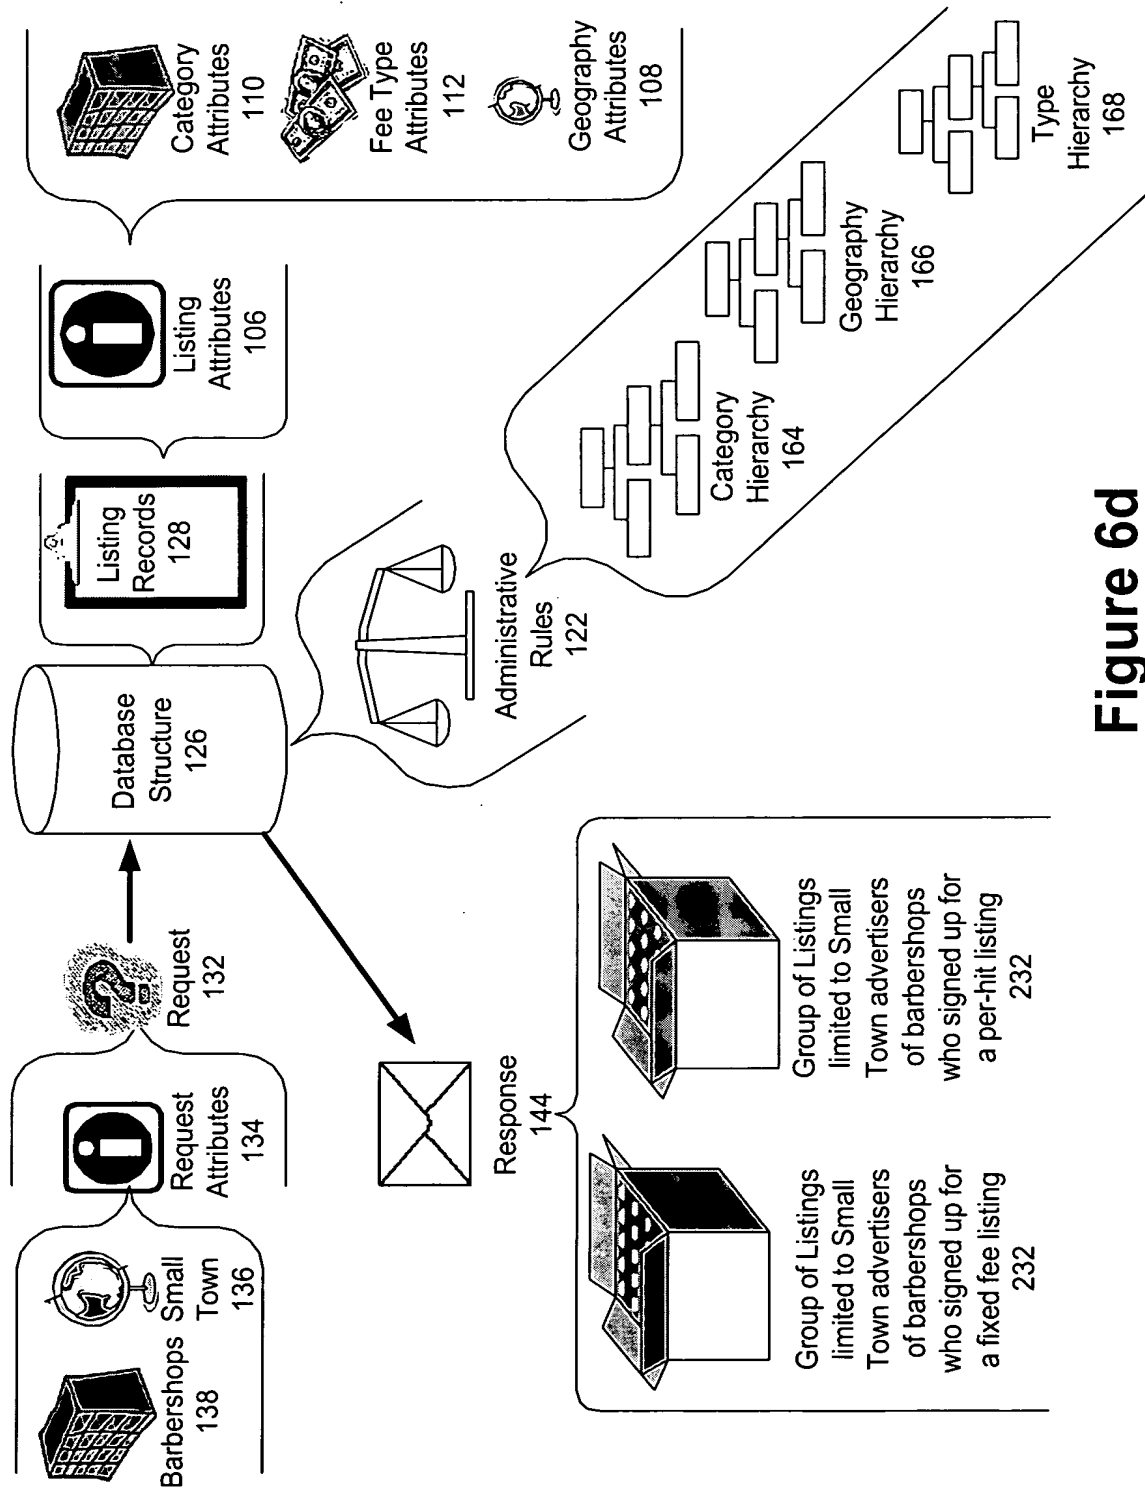 Barbershops
138
Small
Town
136
Request
Attributes
134
Request
132
Database
Structure
126
Listing
Records
128
Listing
Attributes
106
Category
Attributes
110
Fee Type
Attributes
112
Geography
Attributes
108
Administrative
Rules
122
Category
Hierarchy
164
Geography
Hierarchy
166
Type
Hierarchy
168
Response
144
Group of Listings
limited to Small
Town advertisers
of barbershops
who signed up for
a fixed fee listing
232
Group of Listings
limited to Small
Town advertisers
of barbershops
who signed up for
a per-hit listing
232
Figure 6d